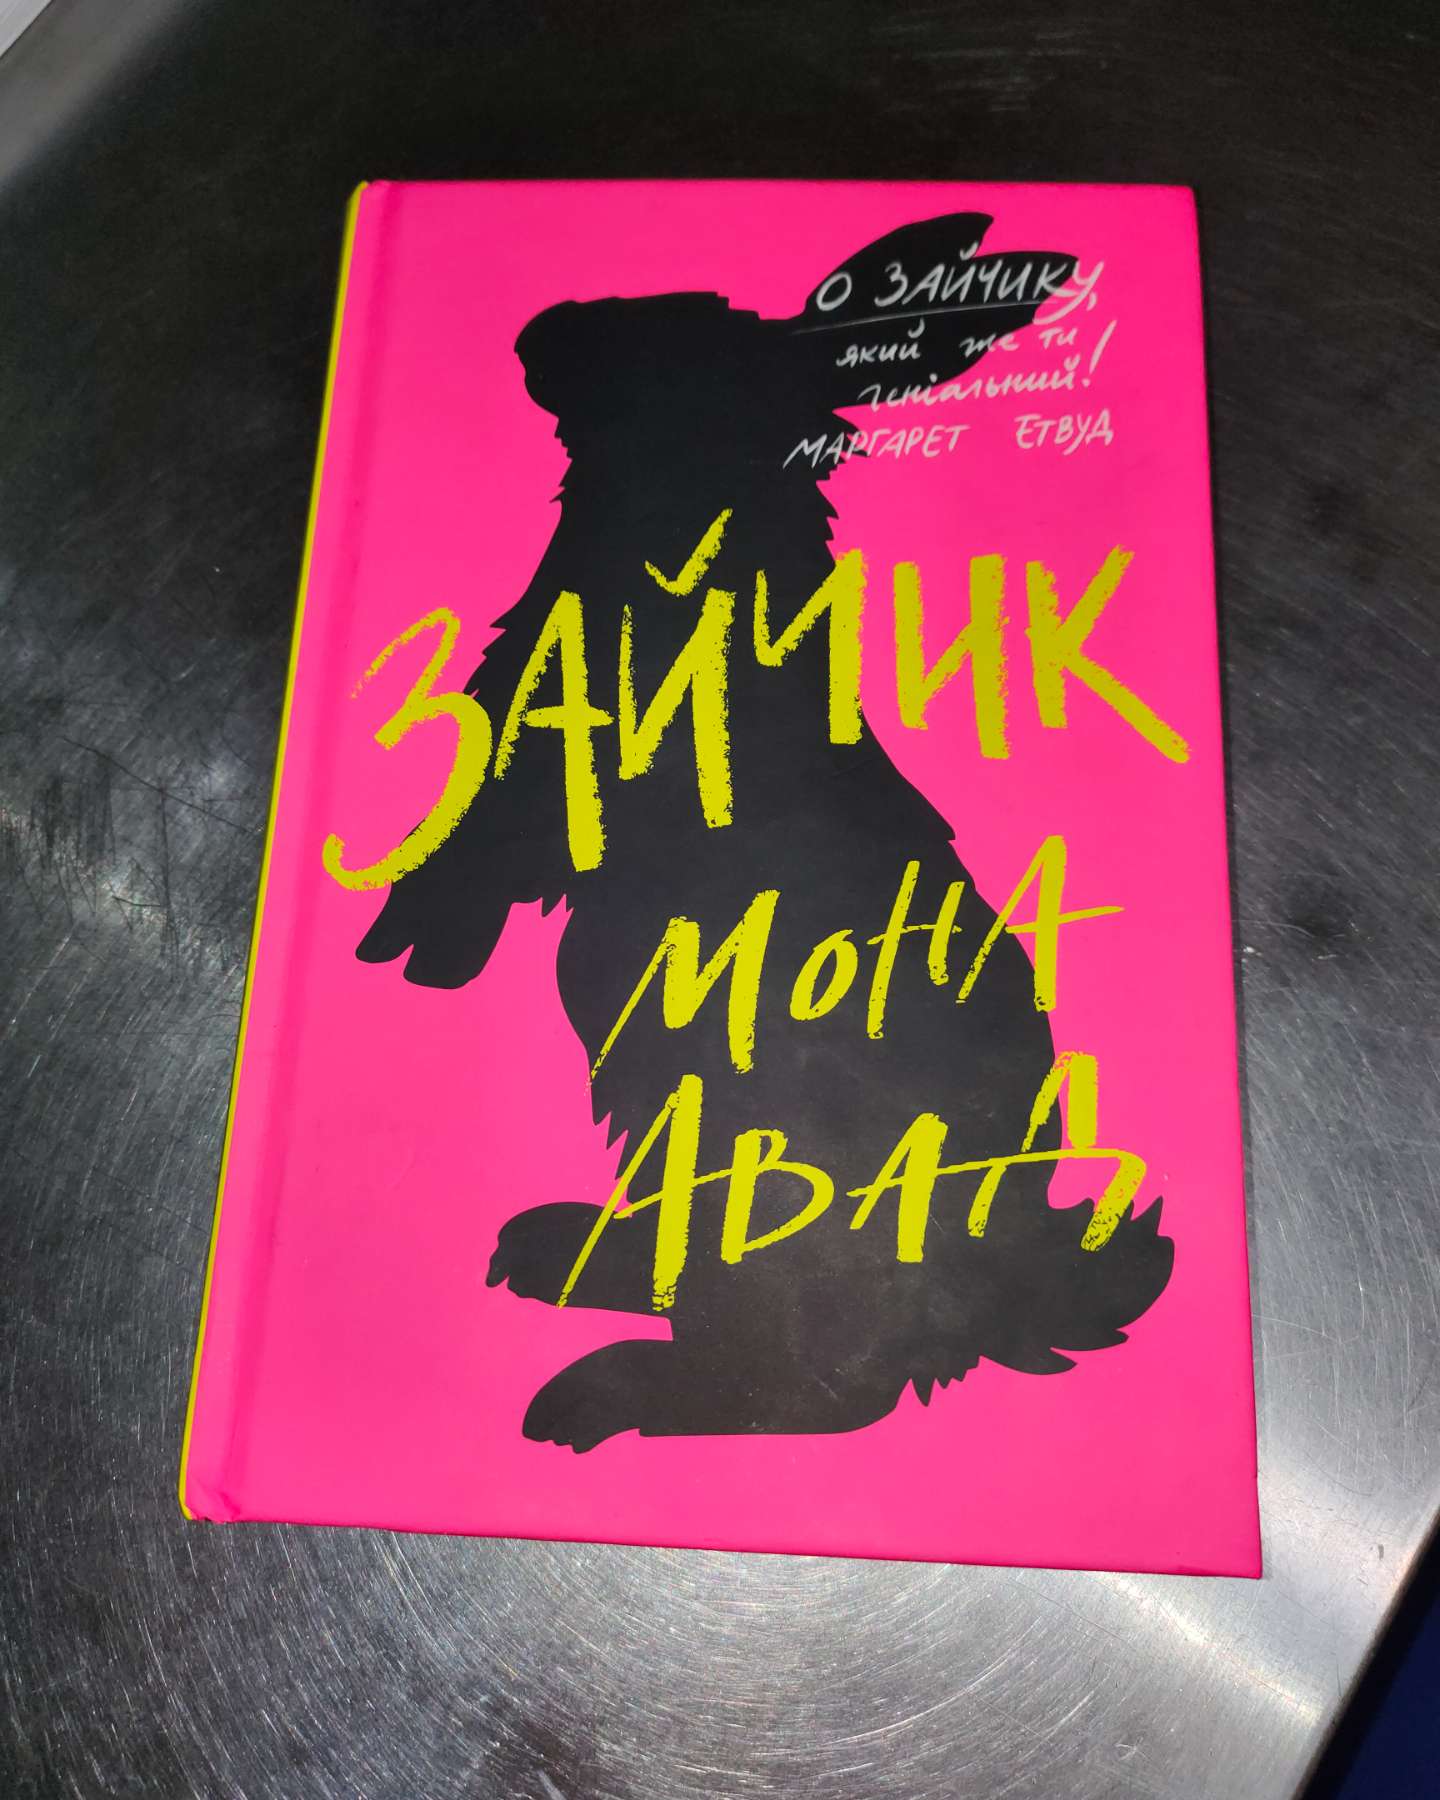 О ЗАЙЧИКУ,
який же ти
геніальний!
МАРГАРЕТ ЕТВУД
ЗАЙЧИК
МОНА
АВАД